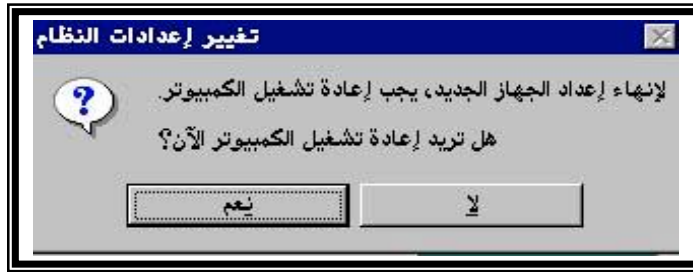 تغيير إعدادات النظام
لإنهاء إعداد الجهاز الجديد، يجب إعادة تشغيل الكمبيوتر.
هل تريد إعادة تشغيل الكمبيوتر الآن؟
نعم
لا